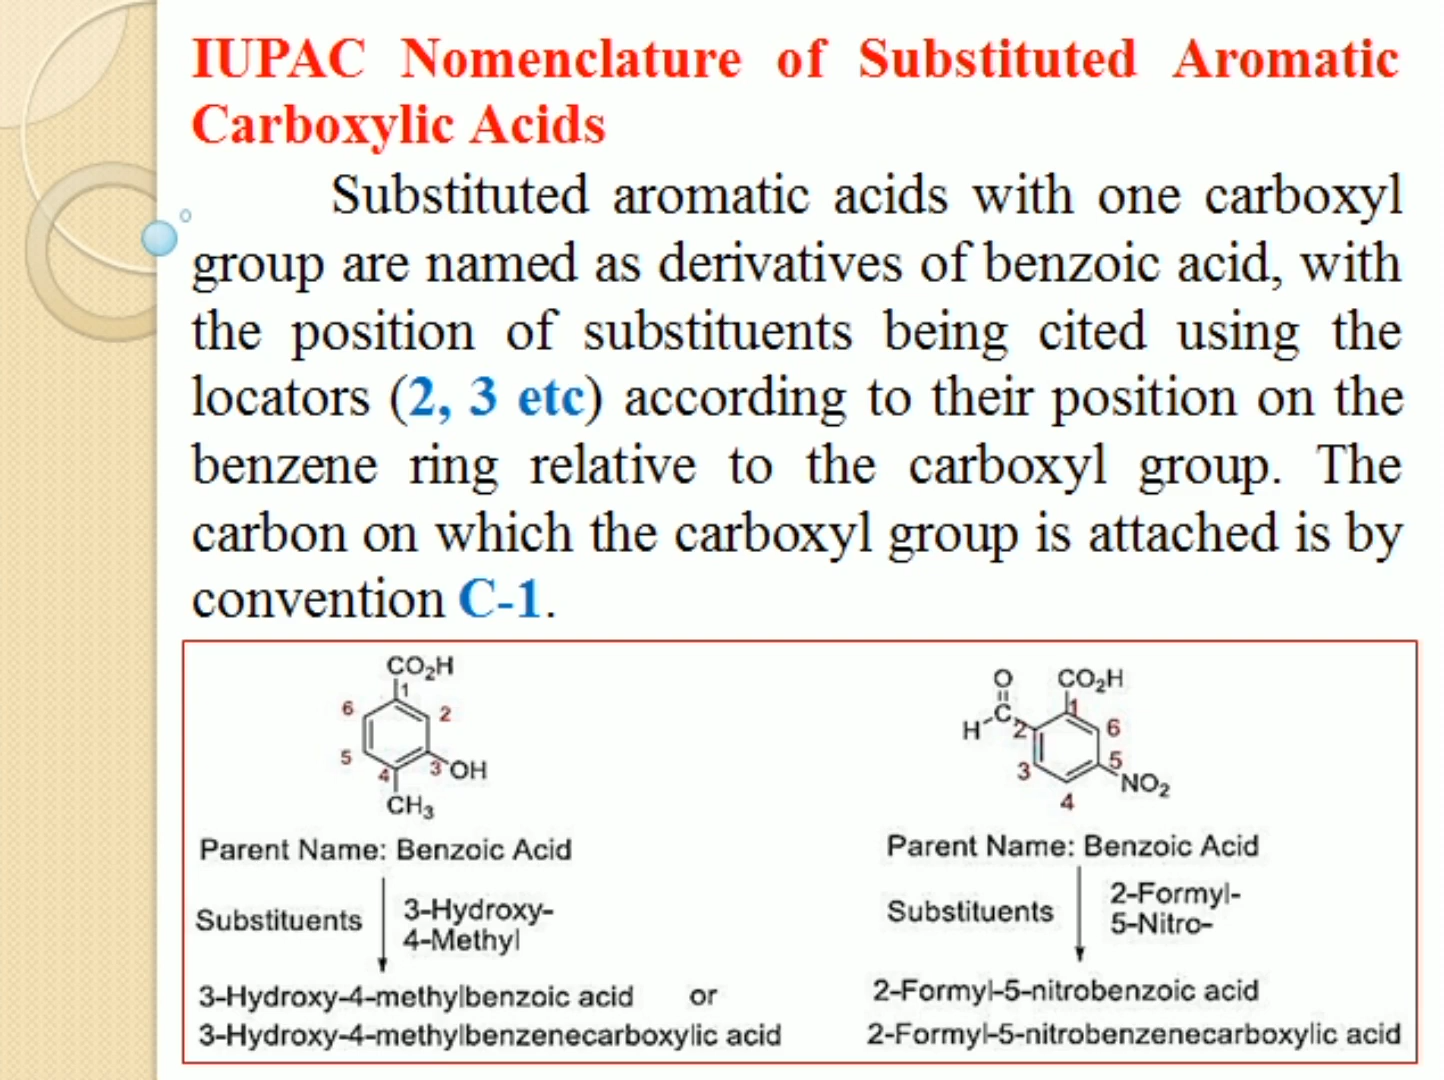 IUPAC Nomenclature of Substituted Aromatic
Carboxylic Acids
Substituted aromatic acids with one carboxyl
group are named as derivatives of benzoic acid, with
the position of substituents being cited using the
locators (2, 3 etc) according to their position on the
benzene ring relative to the carboxyl group. The
carbon on which the carboxyl group is attached is by
convention C-1.
CO₂H
1
6
2
5
4
3
OH
CH₃
Parent Name: Benzoic Acid
Substituents
3-Hydroxy-
4-Methyl
3-Hydroxy-4-methylbenzoic acid or
3-Hydroxy-4-methylbenzenecarboxylic acid
O
CO₂H
H
C
2
1
6
3
5
4
NO₂
Parent Name: Benzoic Acid
Substituents
2-Formyl-
5-Nitro-
2-Formyl-5-nitrobenzoic acid
2-Formyl-5-nitrobenzenecarboxylic acid